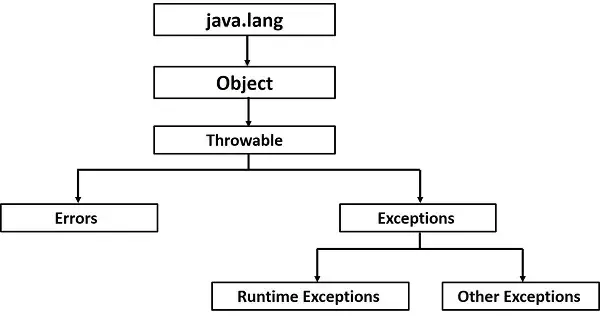 java.lang
Object
Throwable
Errors
Exceptions
Runtime Exceptions
Other Exceptions